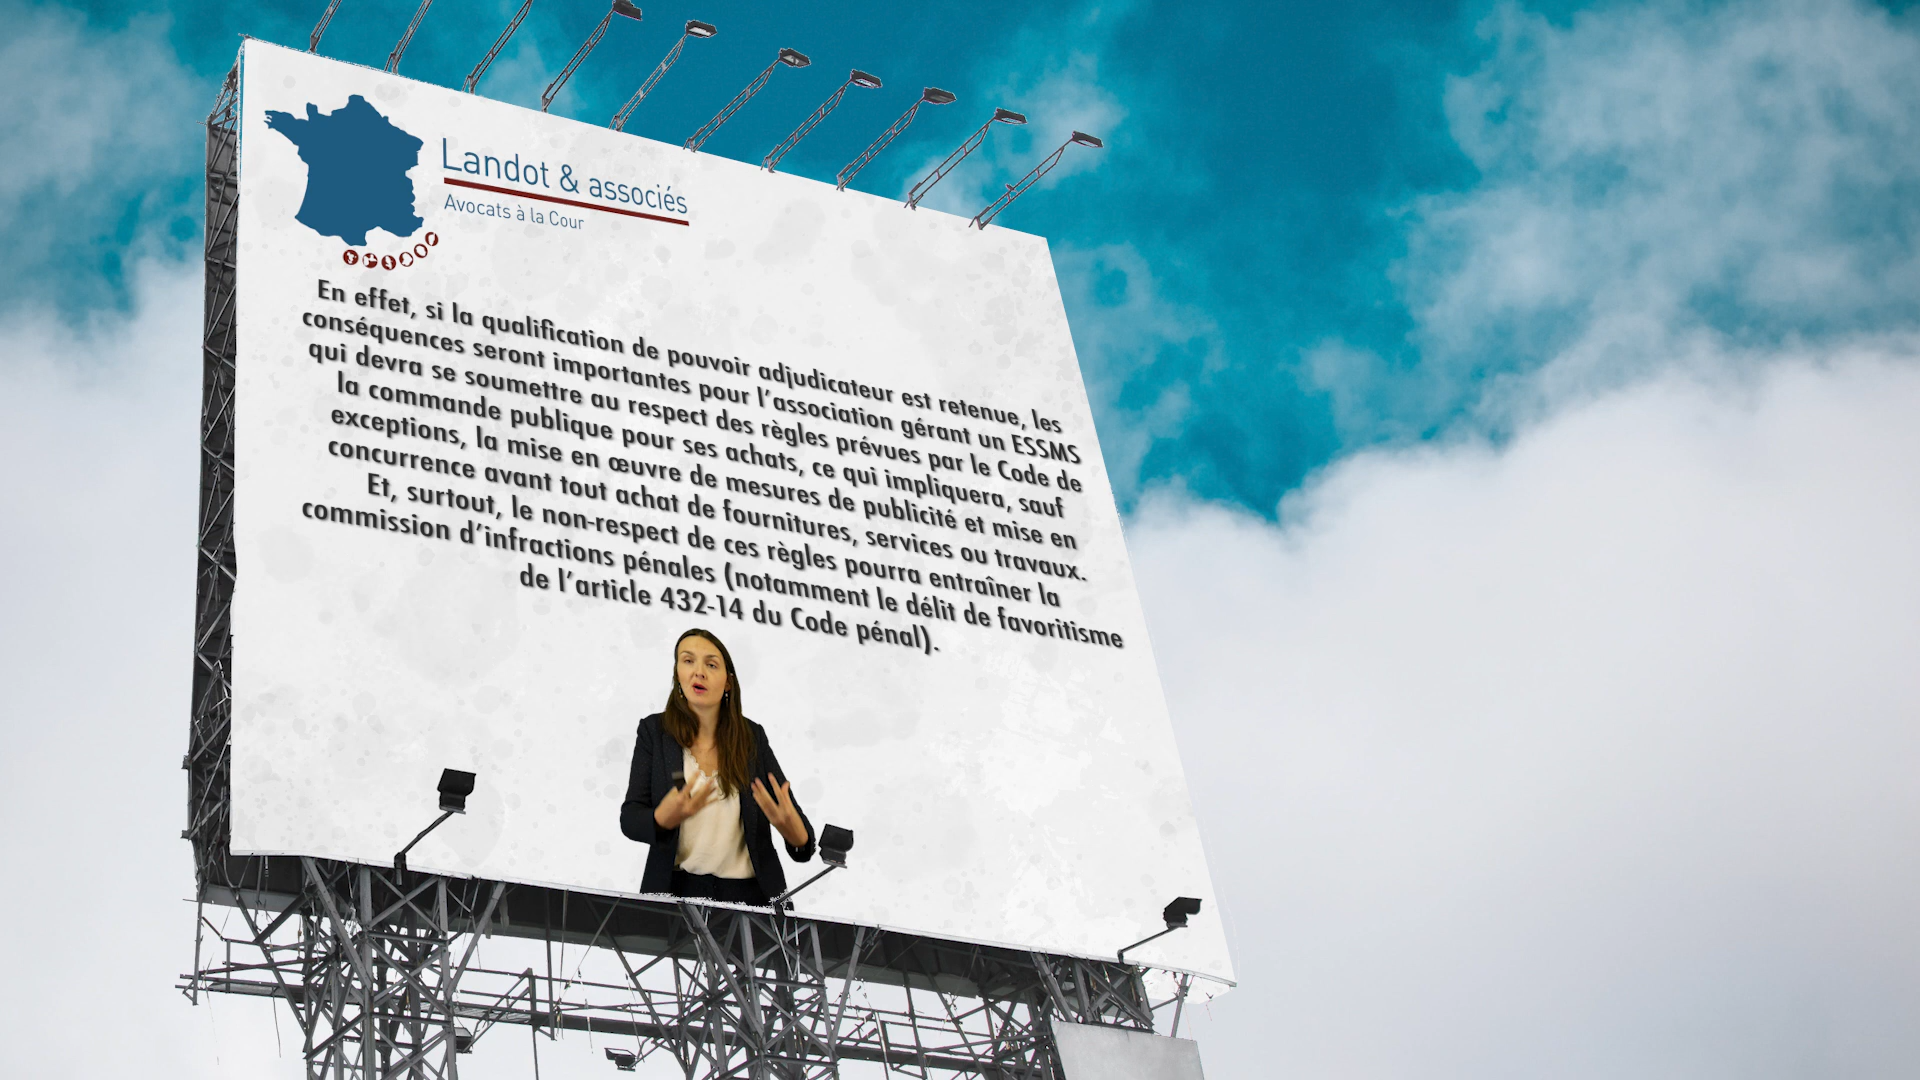 Landot & associés
Avocats à la Cour
En effet, si la qualification de pouvoir adjudicateur est retenue, les
conséquences seront importantes pour l’association gérant un ESSMS
qui devra se soumettre au respect des règles prévues par le Code de
la commande publique pour ses achats, ce qui impliquera, sauf
exceptions, la mise en œuvre de mesures de publicité et mise en
concurrence avant tout achat de fournitures, services ou travaux.
Et, surtout, le non-respect de ces règles pourra entraîner la
commission d’infractions pénales (notamment le délit de favoritisme
de l’article 432-14 du Code pénal).